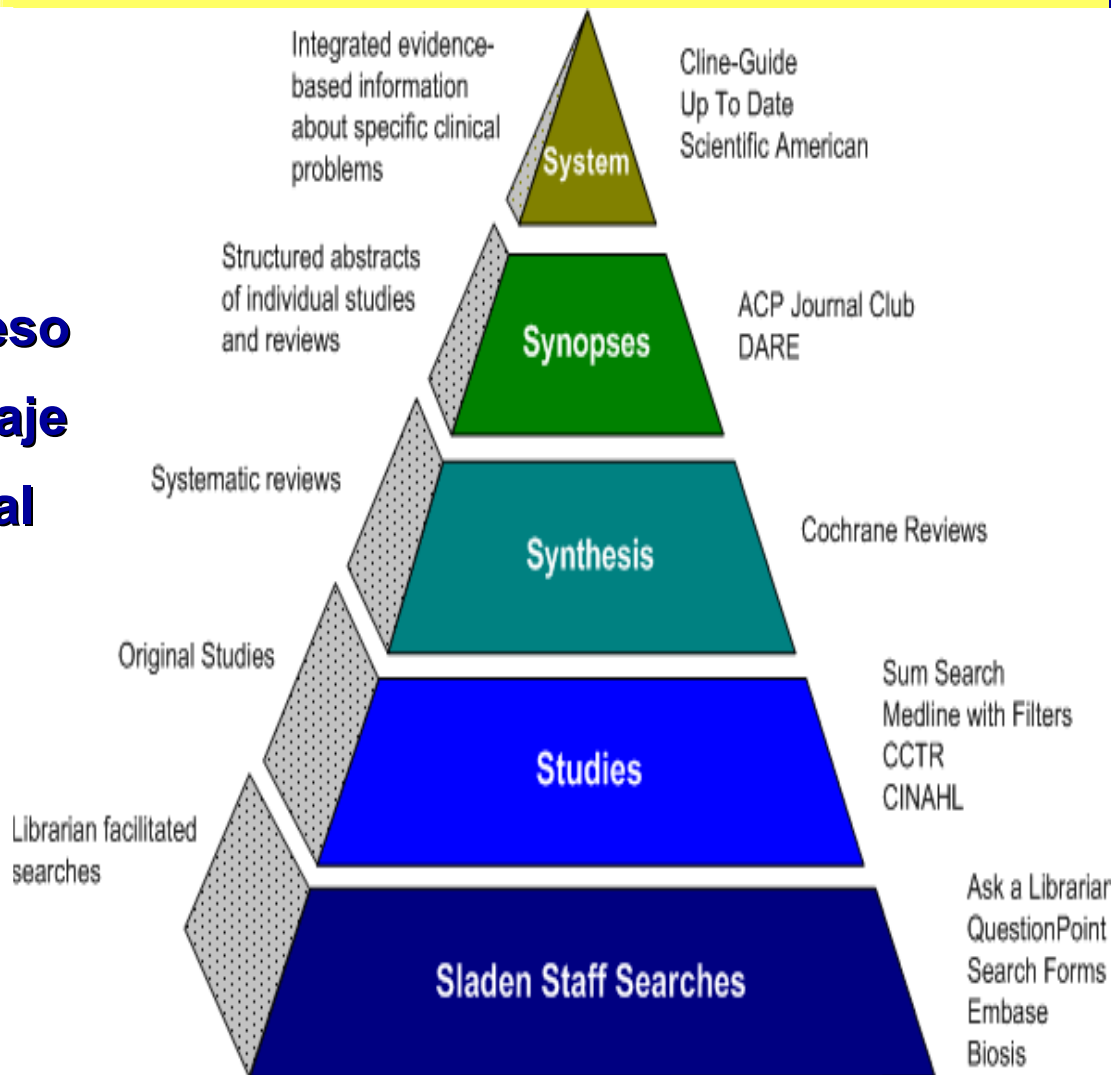 Integrated evidence-
based information
about specific clinical
problems
System
Cline-Guide
Up To Date
Scientific American
Structured abstracts
of individual studies
and reviews
Synopses
ACP Journal Club
DARE
eso
aje
al
Systematic reviews
Synthesis
Cochrane Reviews
Original Studies
Studies
Sum Search
Medline with Filters
CCTR
CINAHL
Librarian facilitated
searches
Sladen Staff Searches
Ask a Librarian
QuestionPoint
Search Forms
Embase
Biosis